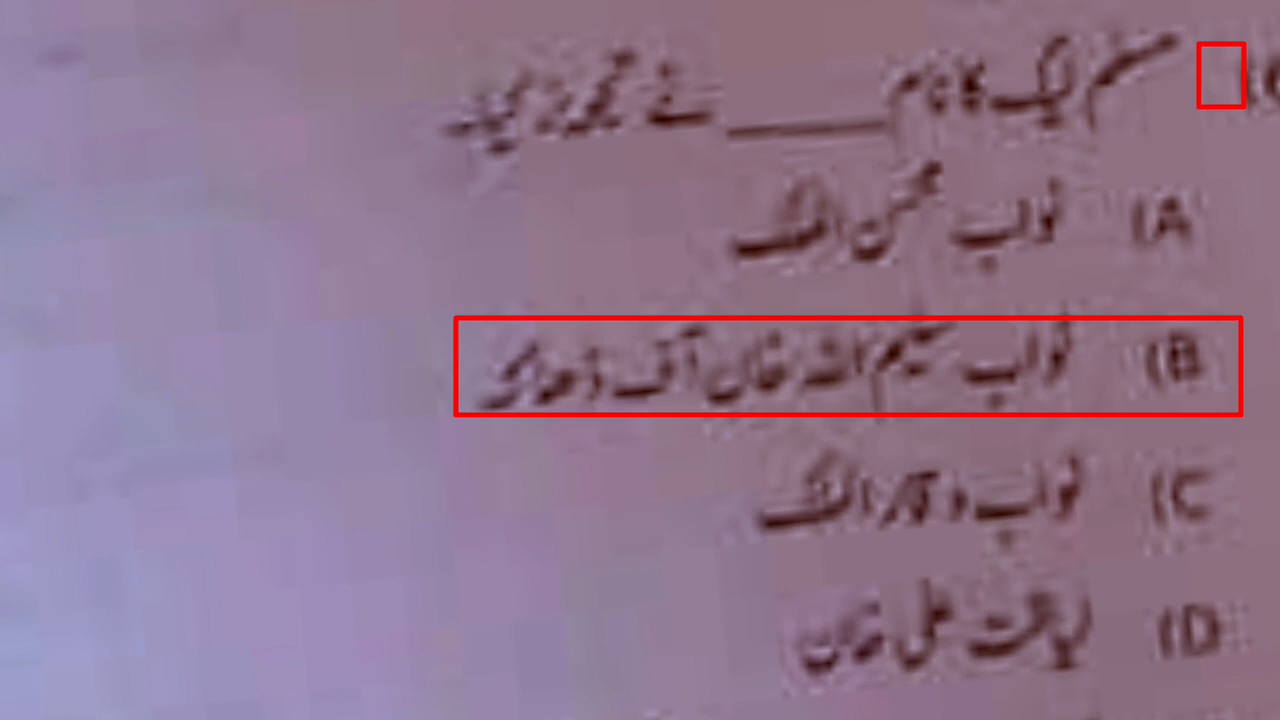 مسلم لیگ کا نام ______ نے تجویز کیا۔
(A نواب محسن الملک
(B نواب سلیم اللہ خان آف ڈھاکہ
(C نواب وقار الملک
(D لیاقت علی خان